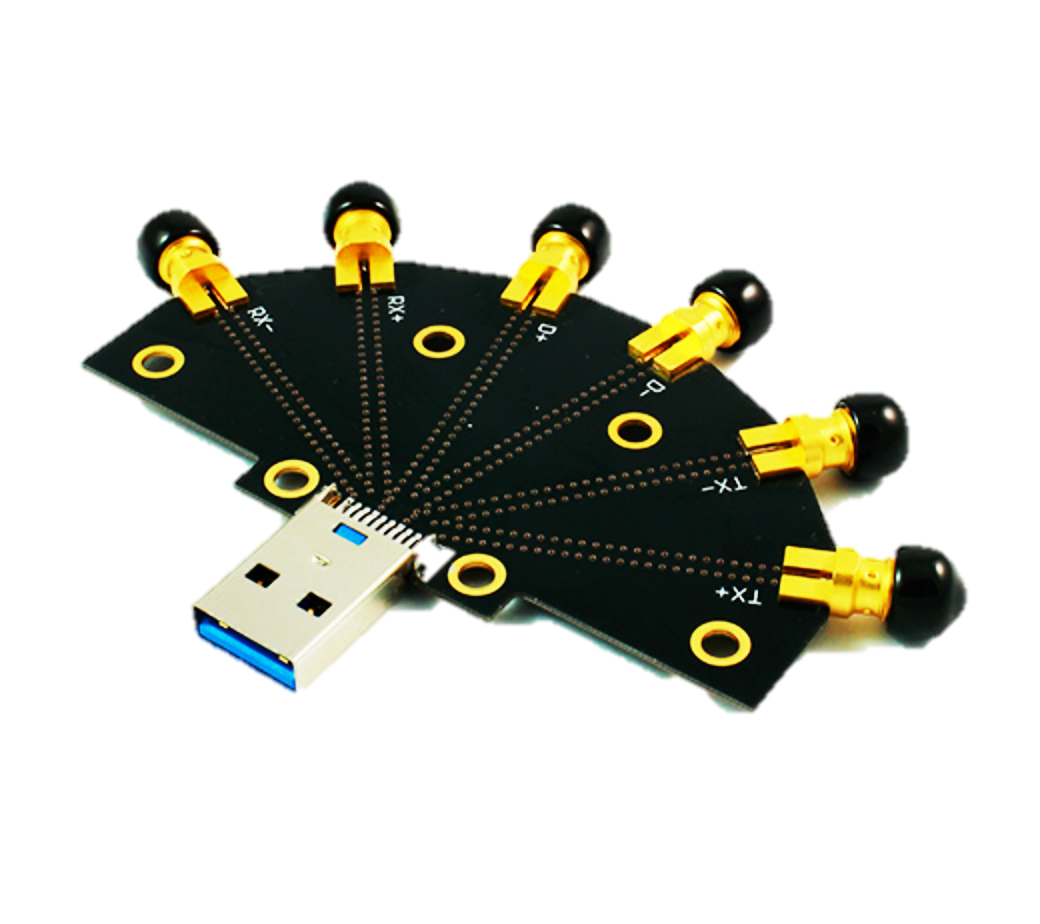 RX-
RX+
D+
D-
TX-
TX+